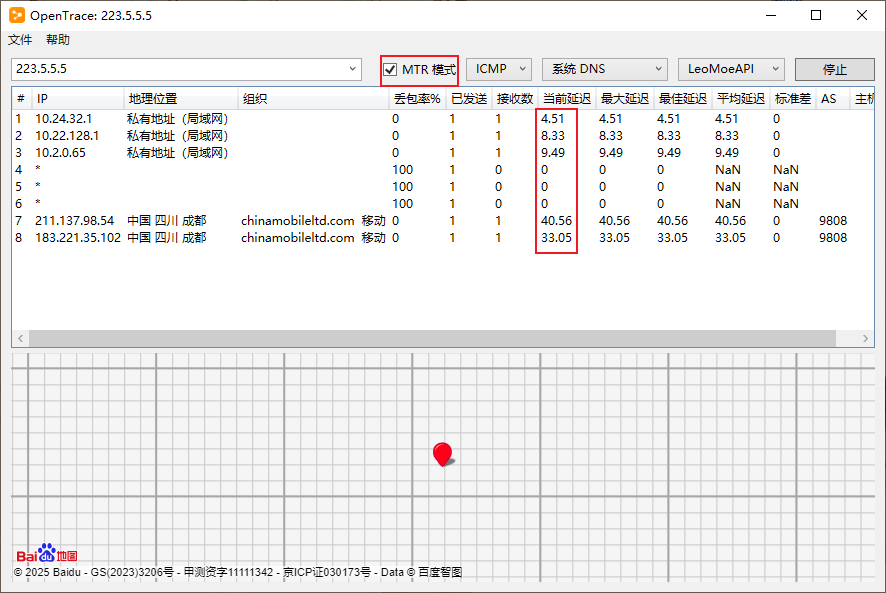 OpenTrace: 223.5.5.5
文件 帮助
223.5.5.5 MTR 模式 ICMP 系统 DNS LeoMoeAPI 停止
# IP 地理位置 组织 丢包率% 已发送 接收数 当前延迟 最大延迟 最佳延迟 平均延迟 标准差 AS 主机
1 10.24.32.1 私有地址（局域网） 0 1 1 4.51 4.51 4.51 4.51 0
2 10.22.128.1 私有地址（局域网） 0 1 1 8.33 8.33 8.33 8.33 0
3 10.2.0.65 私有地址（局域网） 0 1 1 9.49 9.49 9.49 9.49 0
4 * 100 1 0 0 0 0 NaN NaN
5 * 100 1 0 0 0 0 NaN NaN
6 * 100 1 0 0 0 0 NaN NaN
7 211.137.98.54 中国 四川 成都 chinamobileltd.com 移动 0 1 1 40.56 40.56 40.56 40.56 0 9808
8 183.221.35.102 中国 四川 成都 chinamobileltd.com 移动 0 1 1 33.05 33.05 33.05 33.05 0 9808
Bai du 地图
© 2025 Baidu - GS(2023)3206号 - 甲测资字11111342 - 京ICP证030173号 - Data © 百度智图